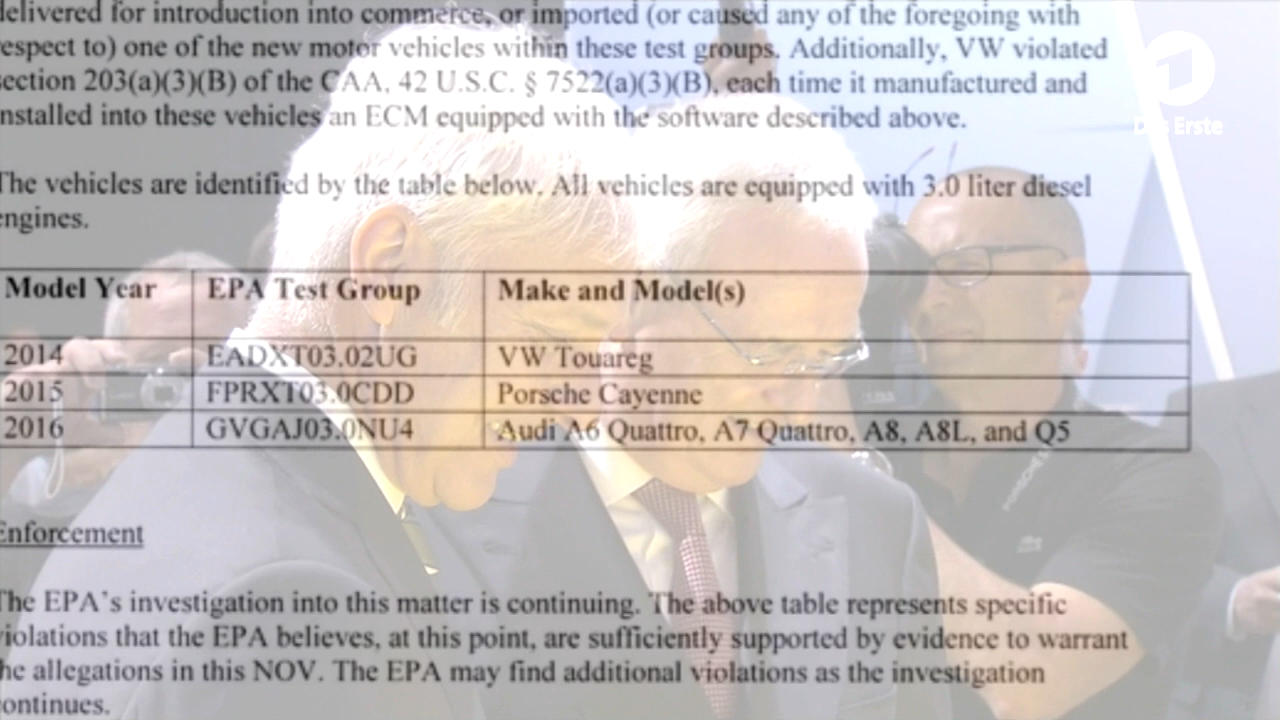 delivered for introduction into commerce, or imported (or caused any of the foregoing with
respect to) one of the new motor vehicles within these test groups. Additionally, VW violated
section 203(a)(3)(B) of the CAA, 42 U.S.C. § 7522(a)(3)(B), each time it manufactured and
installed into these vehicles an ECM equipped with the software described above.
The vehicles are identified by the table below. All vehicles are equipped with 3.0 liter diesel
engines.
Model Year EPA Test Group Make and Model(s)
2014 EADXT03.02UG VW Touareg
2015 FPRXT03.0CDD Porsche Cayenne
2016 GVGAJ03.0NU4 Audi A6 Quattro, A7 Quattro, A8, A8L, and Q5
Enforcement
The EPA's investigation into this matter is continuing. The above table represents specific
violations that the EPA believes, at this point, are sufficiently supported by evidence to warrant
the allegations in this NOV. The EPA may find additional violations as the investigation
continues.
1
Das Erste